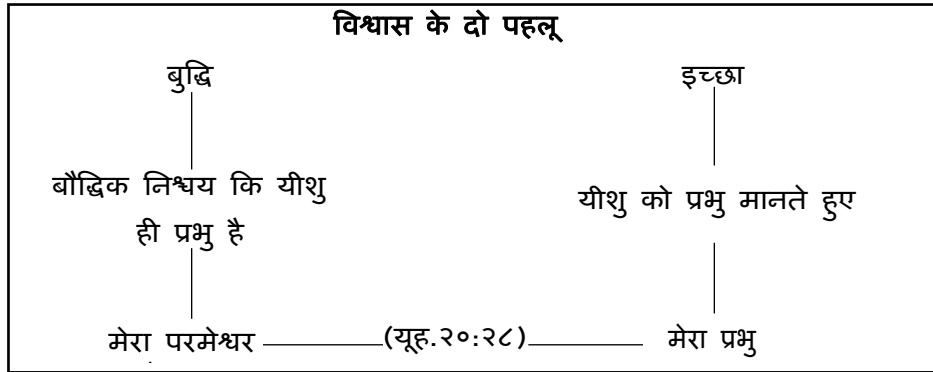 विश्वास के दो पहलू
बुद्धि
इच्छा
बौद्धिक निश्चय कि यीशु
ही प्रभु है
यीशु को प्रभु मानते हुए
मेरा परमेश्वर (यूह.२०:२८) मेरा प्रभु